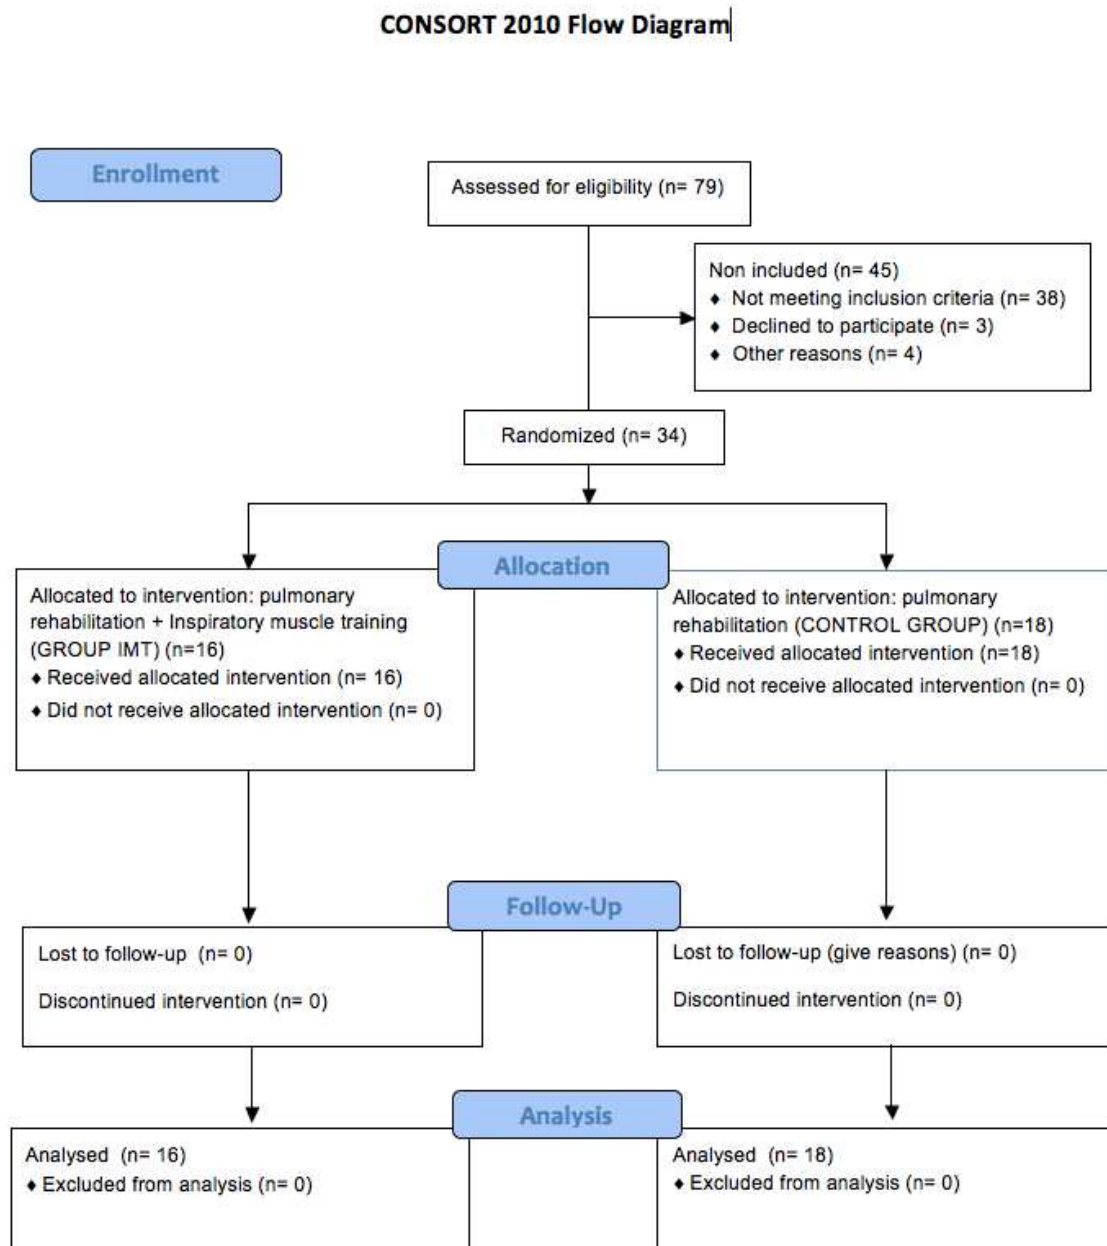 CONSORT 2010 Flow Diagram
Enrollment
Assessed for eligibility (n= 79)
Non included (n= 45)
♦ Not meeting inclusion criteria (n= 38)
♦ Declined to participate (n= 3)
♦ Other reasons (n= 4)
Randomized (n= 34)
Allocation
Allocated to intervention: pulmonary
rehabilitation + Inspiratory muscle training
(GROUP IMT) (n=16)
♦ Received allocated intervention (n= 16)
♦ Did not receive allocated intervention (n= 0)
Allocated to intervention: pulmonary
rehabilitation (CONTROL GROUP) (n=18)
♦ Received allocated intervention (n=18)
♦ Did not receive allocated intervention (n= 0)
Follow-Up
Lost to follow-up (n= 0)
Discontinued intervention (n= 0)
Lost to follow-up (give reasons) (n= 0)
Discontinued intervention (n= 0)
Analysis
Analysed (n= 16)
♦ Excluded from analysis (n= 0)
Analysed (n= 18)
♦ Excluded from analysis (n= 0)